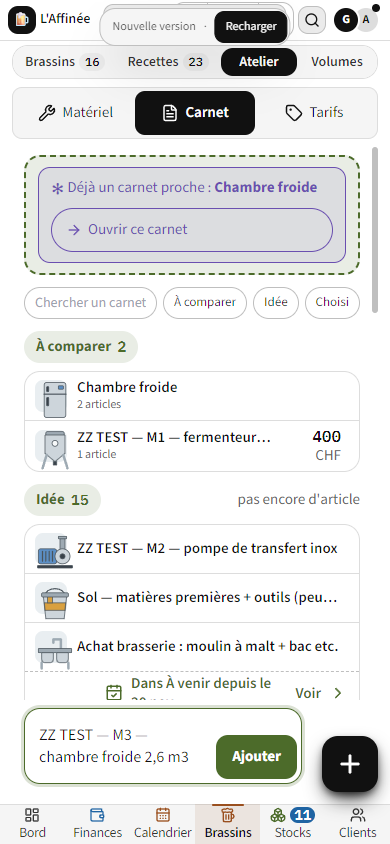 L'Affinée
Nouvelle version · Recharger
G A
Brassins 16 Recettes 23 Atelier Volumes
Matériel Carnet Tarifs
Déjà un carnet proche : Chambre froide
Ouvrir ce carnet
Chercher un carnet À comparer Idée Choisi
À comparer 2
Chambre froide
2 articles
ZZ TEST — M1 — fermenteur… 400
1 article CHF
Idée 15 pas encore d'article
ZZ TEST — M2 — pompe de transfert inox
Sol — matières premières + outils (peu…
Achat brasserie : moulin à malt + bac etc.
Dans À venir depuis le
Voir
ZZ TEST — M3 —
chambre froide 2,6 m3
Ajouter
Bord Finances Calendrier Brassins Stocks 11 Clients